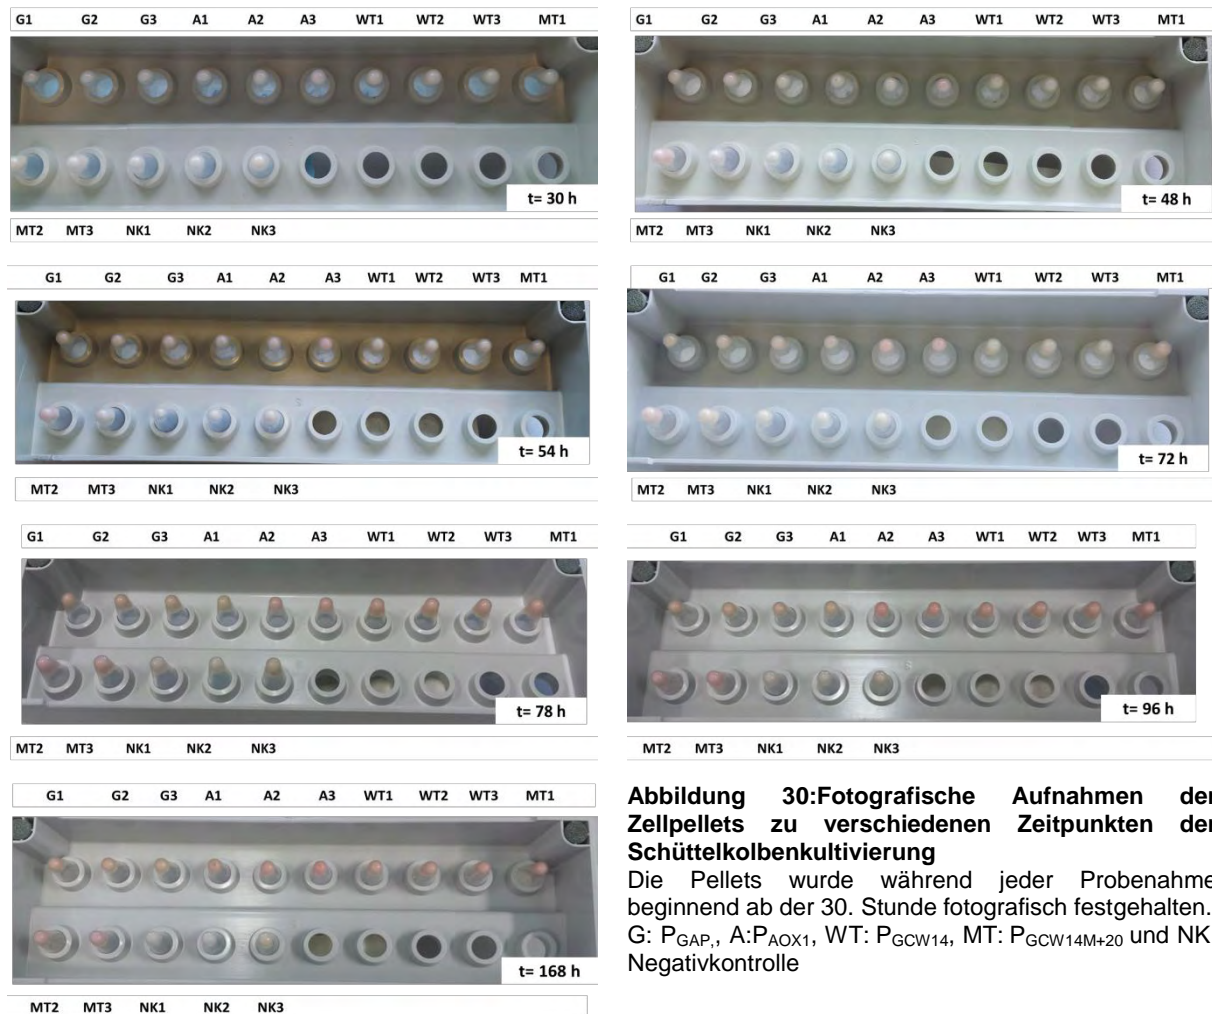 G1 G2 G3 A1 A2 A3 WT1 WT2 WT3 MT1
t= 30 h
MT2 MT3 NK1 NK2 NK3
G1 G2 G3 A1 A2 A3 WT1 WT2 WT3 MT1
t= 48 h
MT2 MT3 NK1 NK2 NK3
G1 G2 G3 A1 A2 A3 WT1 WT2 WT3 MT1
t= 54 h
MT2 MT3 NK1 NK2 NK3
G1 G2 G3 A1 A2 A3 WT1 WT2 WT3 MT1
t= 72 h
MT2 MT3 NK1 NK2 NK3
G1 G2 G3 A1 A2 A3 WT1 WT2 WT3 MT1
t= 78 h
MT2 MT3 NK1 NK2 NK3
G1 G2 G3 A1 A2 A3 WT1 WT2 WT3 MT1
t= 96 h
MT2 MT3 NK1 NK2 NK3
G1 G2 G3 A1 A2 A3 WT1 WT2 WT3 MT1
t= 168 h
MT2 MT3 NK1 NK2 NK3
Abbildung 30:Fotografische Aufnahmen der
Zellpellets zu verschiedenen Zeitpunkten der
Schüttelkolbenkultivierung
Die Pellets wurde während jeder Probenahme
beginnend ab der 30. Stunde fotografisch festgehalten.
G: PGAP,, A:PAOX1, WT: PGCW14, MT: PGCW14M+20 und NK
Negativkontrolle